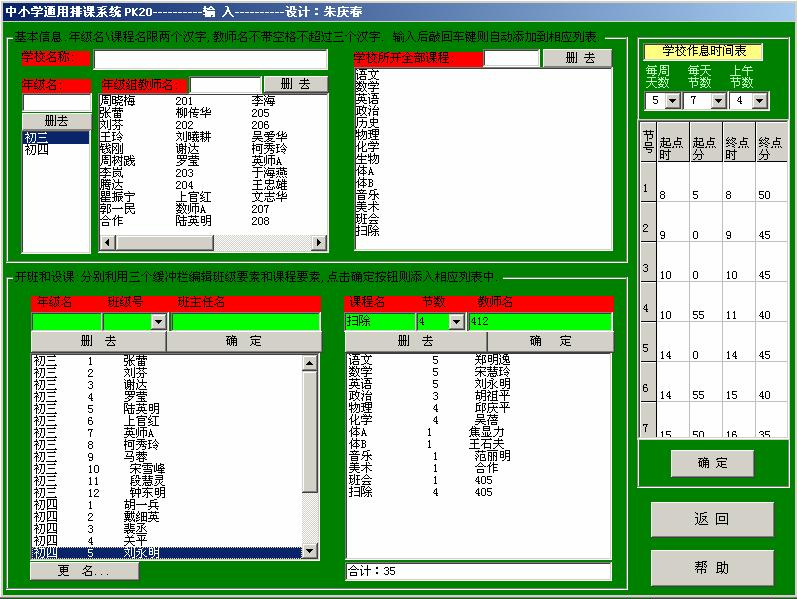 中小学通用排课系统PK20----------输 入----------设计：朱庆春
基本信息.年级名\课程名限两个汉字,教师名不带空格不超过三个汉字. 输入后敲回车键则自动添加到相应列表.
学校名称:
年级名:
删去
初三
初四
年级组教师名:
删 去
周晓梅 201 李海
张蕾 柳传华 205
刘芬 202 206
王玲 刘曦耕 吴爱华
钱刚 谢达 柯秀玲
周树践 罗莹 英师A
李岚 203 于海燕
腾达 204 王忠雄
瞿振宁 上官红 文志华
郭一民 数师A 207
合作 陆英明 208
学校所开全部课程
删 去
语文
数学
英语
政治
历史
物理
化学
生物
体A
体B
音乐
美术
班会
扫除
学校作息时间表
每周天数 每天节数 上午节数
5 7 4
节号 起点时 起点分 终点时 终点分
1 8 5 8 50
2 9 0 9 45
3 10 0 10 45
4 10 55 11 40
5 14 0 14 45
6 14 55 15 40
7 15 50 16 35
确 定
返 回
帮 助
开班和设课.分别利用三个缓冲栏编辑班级要素和课程要素,点击确定按钮则添入相应列表中.
年级名 班级号 班主任名
删 去 确 定
初三 1 张蕾
初三 2 刘芬
初三 3 谢达
初三 4 罗莹
初三 5 陆英明
初三 6 上官红
初三 7 英师A
初三 8 柯秀玲
初三 9 马蓉
初三 10 宋雪峰
初三 11 段慧灵
初三 12 钟东明
初四 1 胡一兵
初四 2 戴细英
初四 3 裴丞
初四 4 关平
初四 5 刘永明
更 名...
课程名 节数 教师名
扫除 4 412
删 去 确 定
语文 5 郑明逸
数学 5 宋慧玲
英语 5 刘永明
政治 3 胡祖平
物理 4 邱庆平
化学 4 吴蓓
体A 1 焦显力
体B 1 王石夫
音乐 1 范丽明
美术 1 合作
班会 1 405
扫除 4 405
合计：35